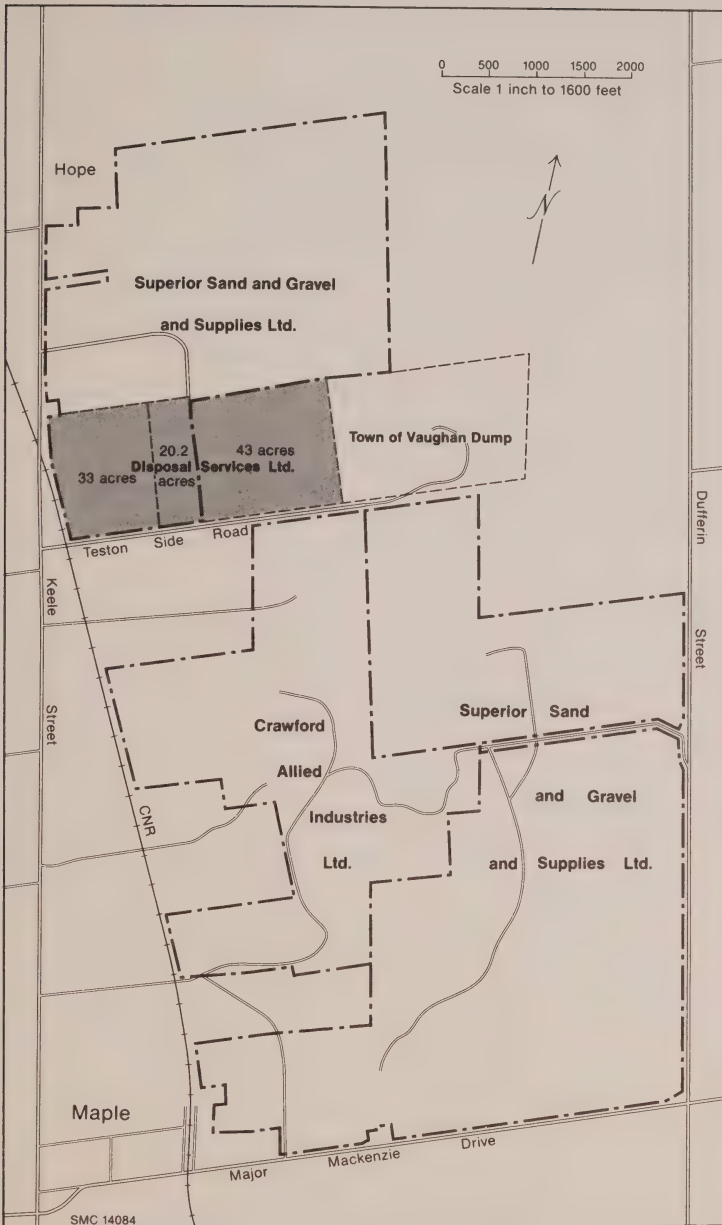 0 500 1000 1500 2000
Scale 1 inch to 1600 feet
Hope
N
Superior Sand and Gravel
and Supplies Ltd.
33 acres
20.2
acres
43 acres
Disposal Services Ltd.
Town of Vaughan Dump
Teston Side Road
Keele
Street
Dufferin
Street
CNR
Crawford
Allied
Industries
Ltd.
Superior Sand
and Gravel
and Supplies Ltd.
Maple
Major Mackenzie Drive
SMC 14084